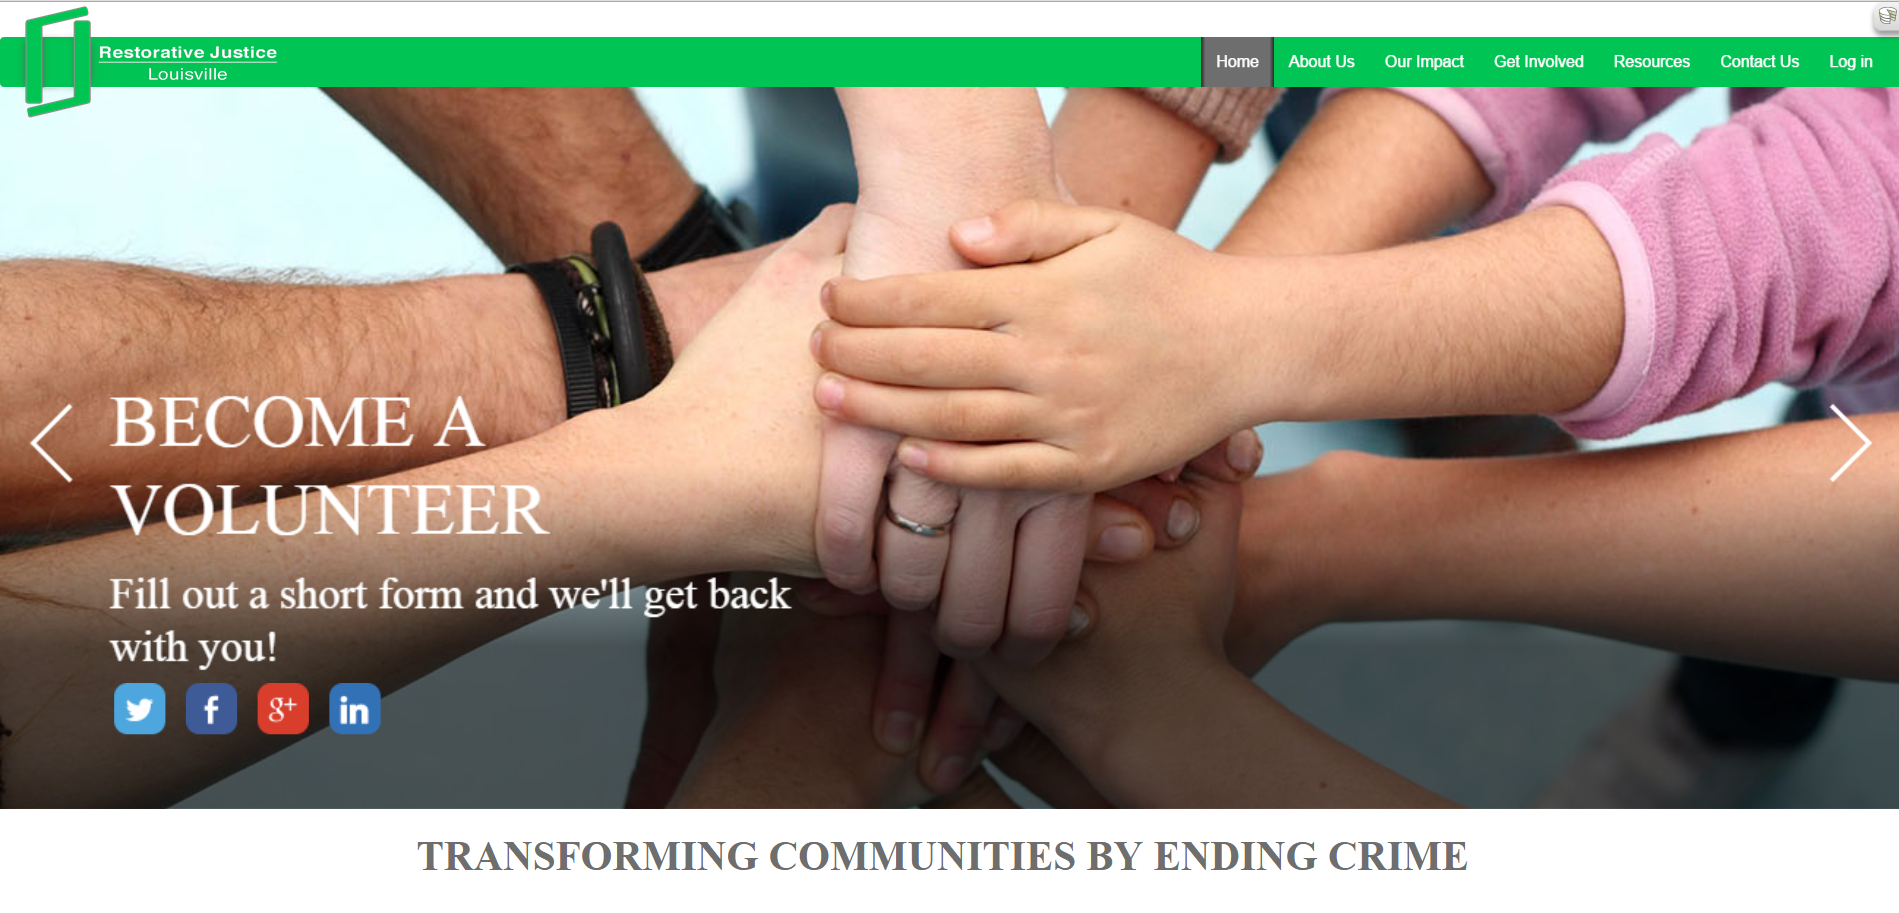 Restorative Justice
Louisville
Home About Us Our Impact Get Involved Resources Contact Us Log in
BECOME A
VOLUNTEER
Fill out a short form and we'll get back
with you!
f g+ in
TRANSFORMING COMMUNITIES BY ENDING CRIME